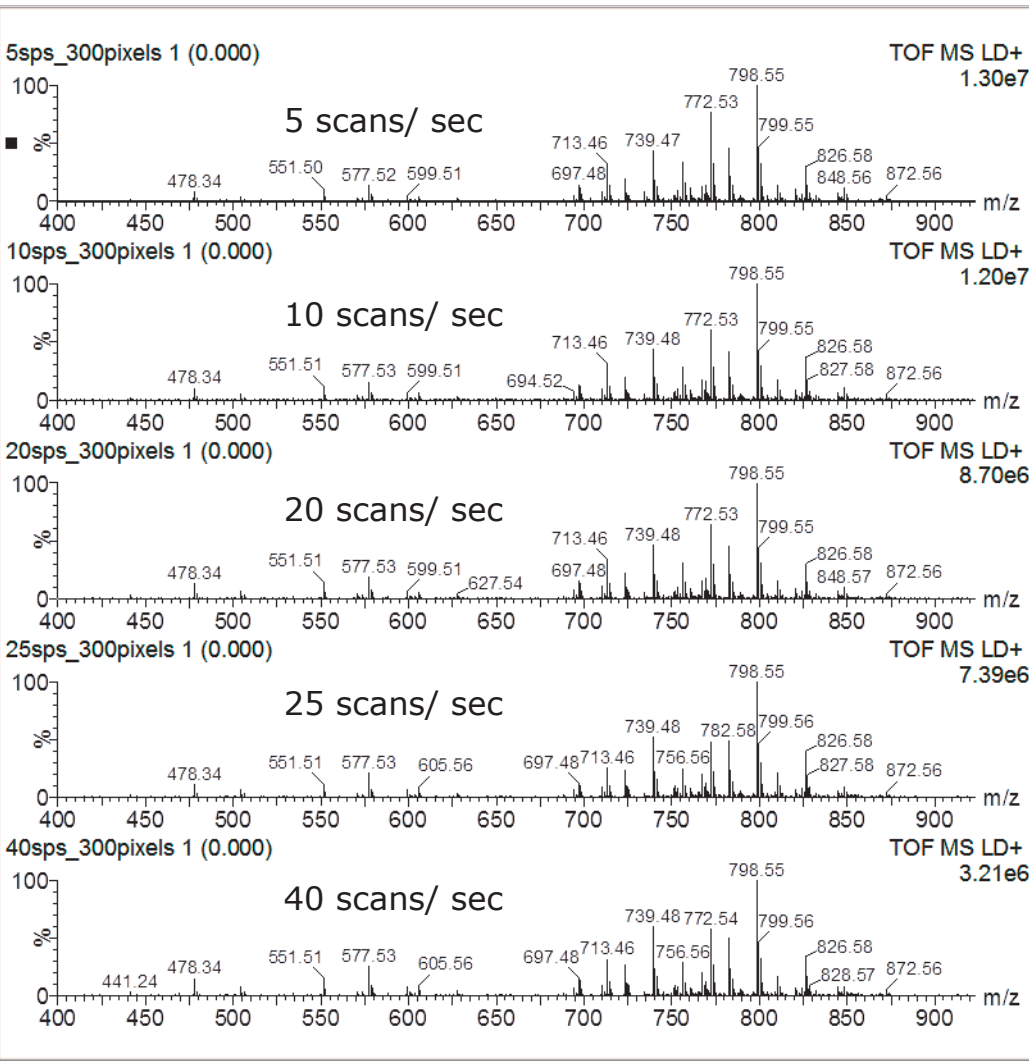 5sps_300pixels 1 (0.000) TOF MS LD+
1.30e7
100
%
0
5 scans/ sec
478.34 551.50 577.52 599.51 697.48 713.46 739.47 772.53 798.55 799.55 826.58 848.56 872.56
400 450 500 550 600 650 700 750 800 850 900 m/z
10sps_300pixels 1 (0.000) TOF MS LD+
1.20e7
100
%
0
10 scans/ sec
478.34 551.51 577.53 599.51 694.52 713.46 739.48 772.53 798.55 799.55 826.58 827.58 872.56
400 450 500 550 600 650 700 750 800 850 900 m/z
20sps_300pixels 1 (0.000) TOF MS LD+
8.70e6
100
%
0
20 scans/ sec
478.34 551.51 577.53 599.51 627.54 697.48 713.46 739.48 772.53 798.55 799.55 826.58 848.57 872.56
400 450 500 550 600 650 700 750 800 850 900 m/z
25sps_300pixels 1 (0.000) TOF MS LD+
7.39e6
100
%
0
25 scans/ sec
478.34 551.51 577.53 605.56 697.48 713.46 739.48 756.56 782.58 798.55 799.56 826.58 827.58 872.56
400 450 500 550 600 650 700 750 800 850 900 m/z
40sps_300pixels 1 (0.000) TOF MS LD+
3.21e6
100
%
0
40 scans/ sec
441.24 478.34 551.51 577.53 605.56 697.48 713.46 739.48 756.56 772.54 798.55 799.56 826.58 828.57 872.56
400 450 500 550 600 650 700 750 800 850 900 m/z